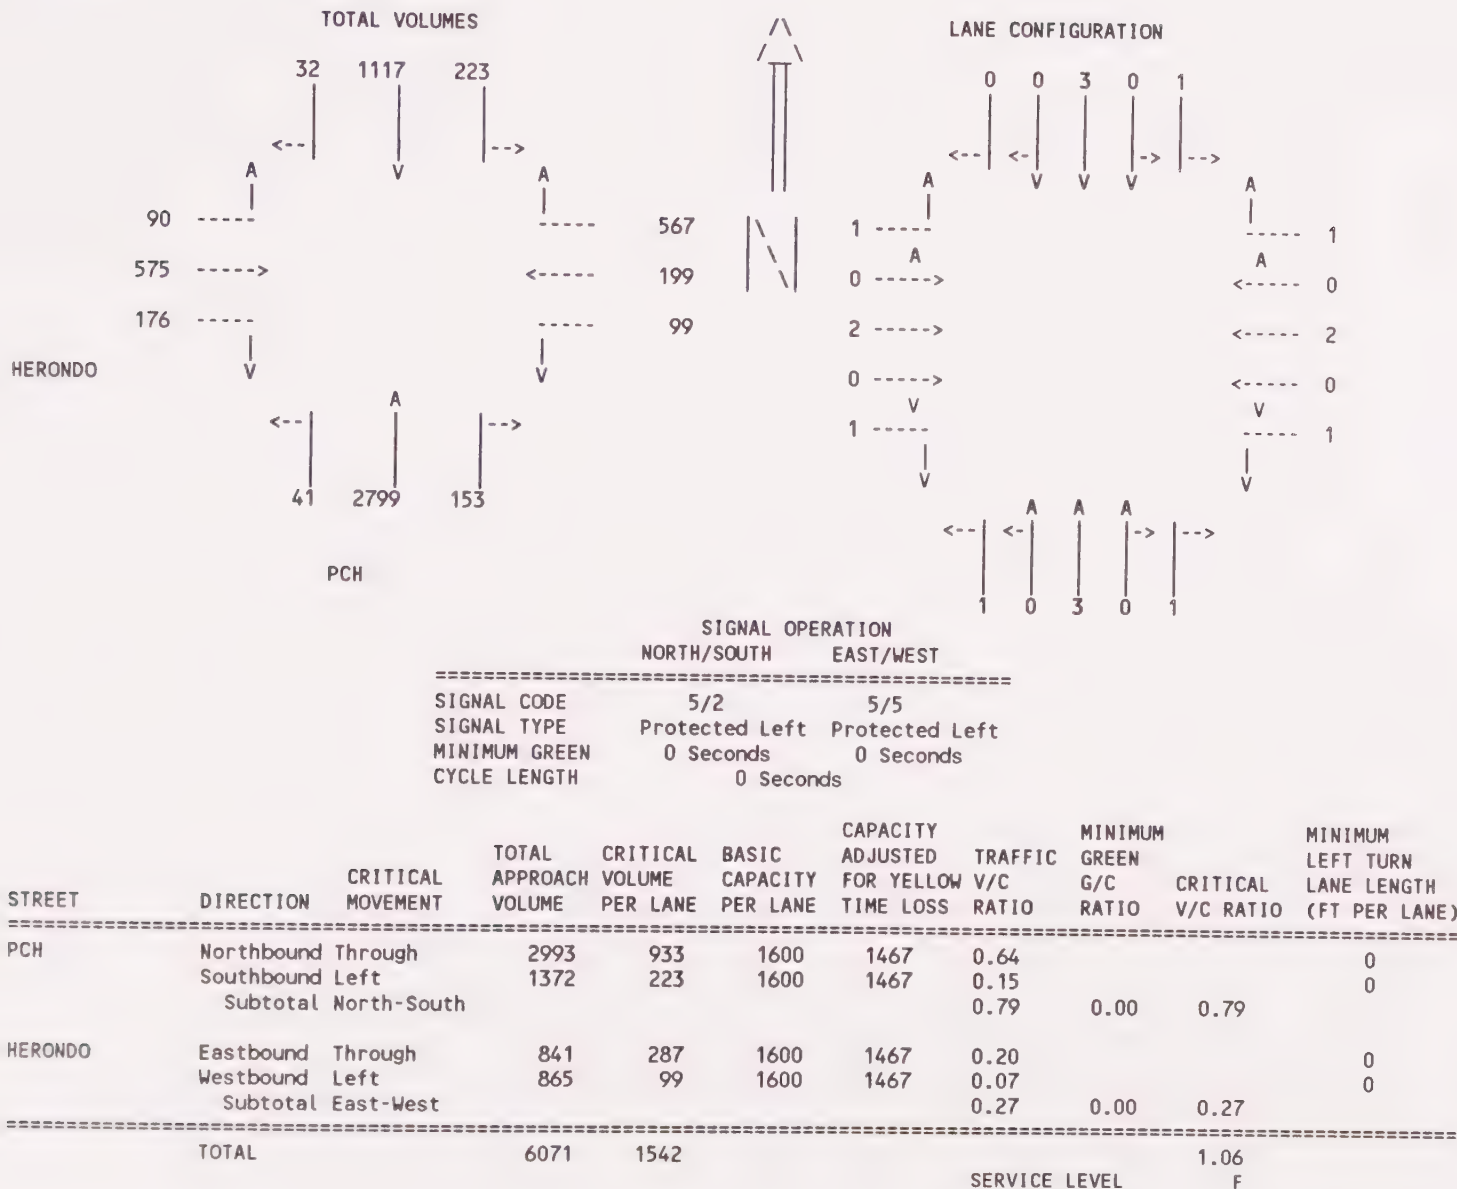 TOTAL VOLUMES
LANE CONFIGURATION
32 1117 223
0 0 3 0 1
<-- -->
<-- <- -> -->
A V A
A V V V A
90 ----- ----- 567
1 ----- ----- 1
A A
575 -----> <----- 199
0 -----> <----- 0
N
176 ----- ----- 99
2 -----> <----- 2
HERONDO
V V
0 -----> <----- 0
V V
1 ----- ----- 1
V V
A
<-- -->
41 2799 153
A A A
<-- <- -> -->
PCH
1 0 3 0 1
SIGNAL OPERATION
NORTH/SOUTH EAST/WEST
SIGNAL CODE 5/2 5/5
SIGNAL TYPE Protected Left Protected Left
MINIMUM GREEN 0 Seconds 0 Seconds
CYCLE LENGTH 0 Seconds
CAPACITY MINIMUM MINIMUM
TOTAL CRITICAL BASIC ADJUSTED TRAFFIC GREEN LEFT TURN
CRITICAL APPROACH VOLUME CAPACITY FOR YELLOW V/C G/C CRITICAL LANE LENGTH
STREET DIRECTION MOVEMENT VOLUME PER LANE PER LANE TIME LOSS RATIO RATIO V/C RATIO (FT PER LANE)
PCH Northbound Through 2993 933 1600 1467 0.64 0
Southbound Left 1372 223 1600 1467 0.15 0
Subtotal North-South 0.79 0.00 0.79
HERONDO Eastbound Through 841 287 1600 1467 0.20 0
Westbound Left 865 99 1600 1467 0.07 0
Subtotal East-West 0.27 0.00 0.27
TOTAL 6071 1542 1.06
SERVICE LEVEL F